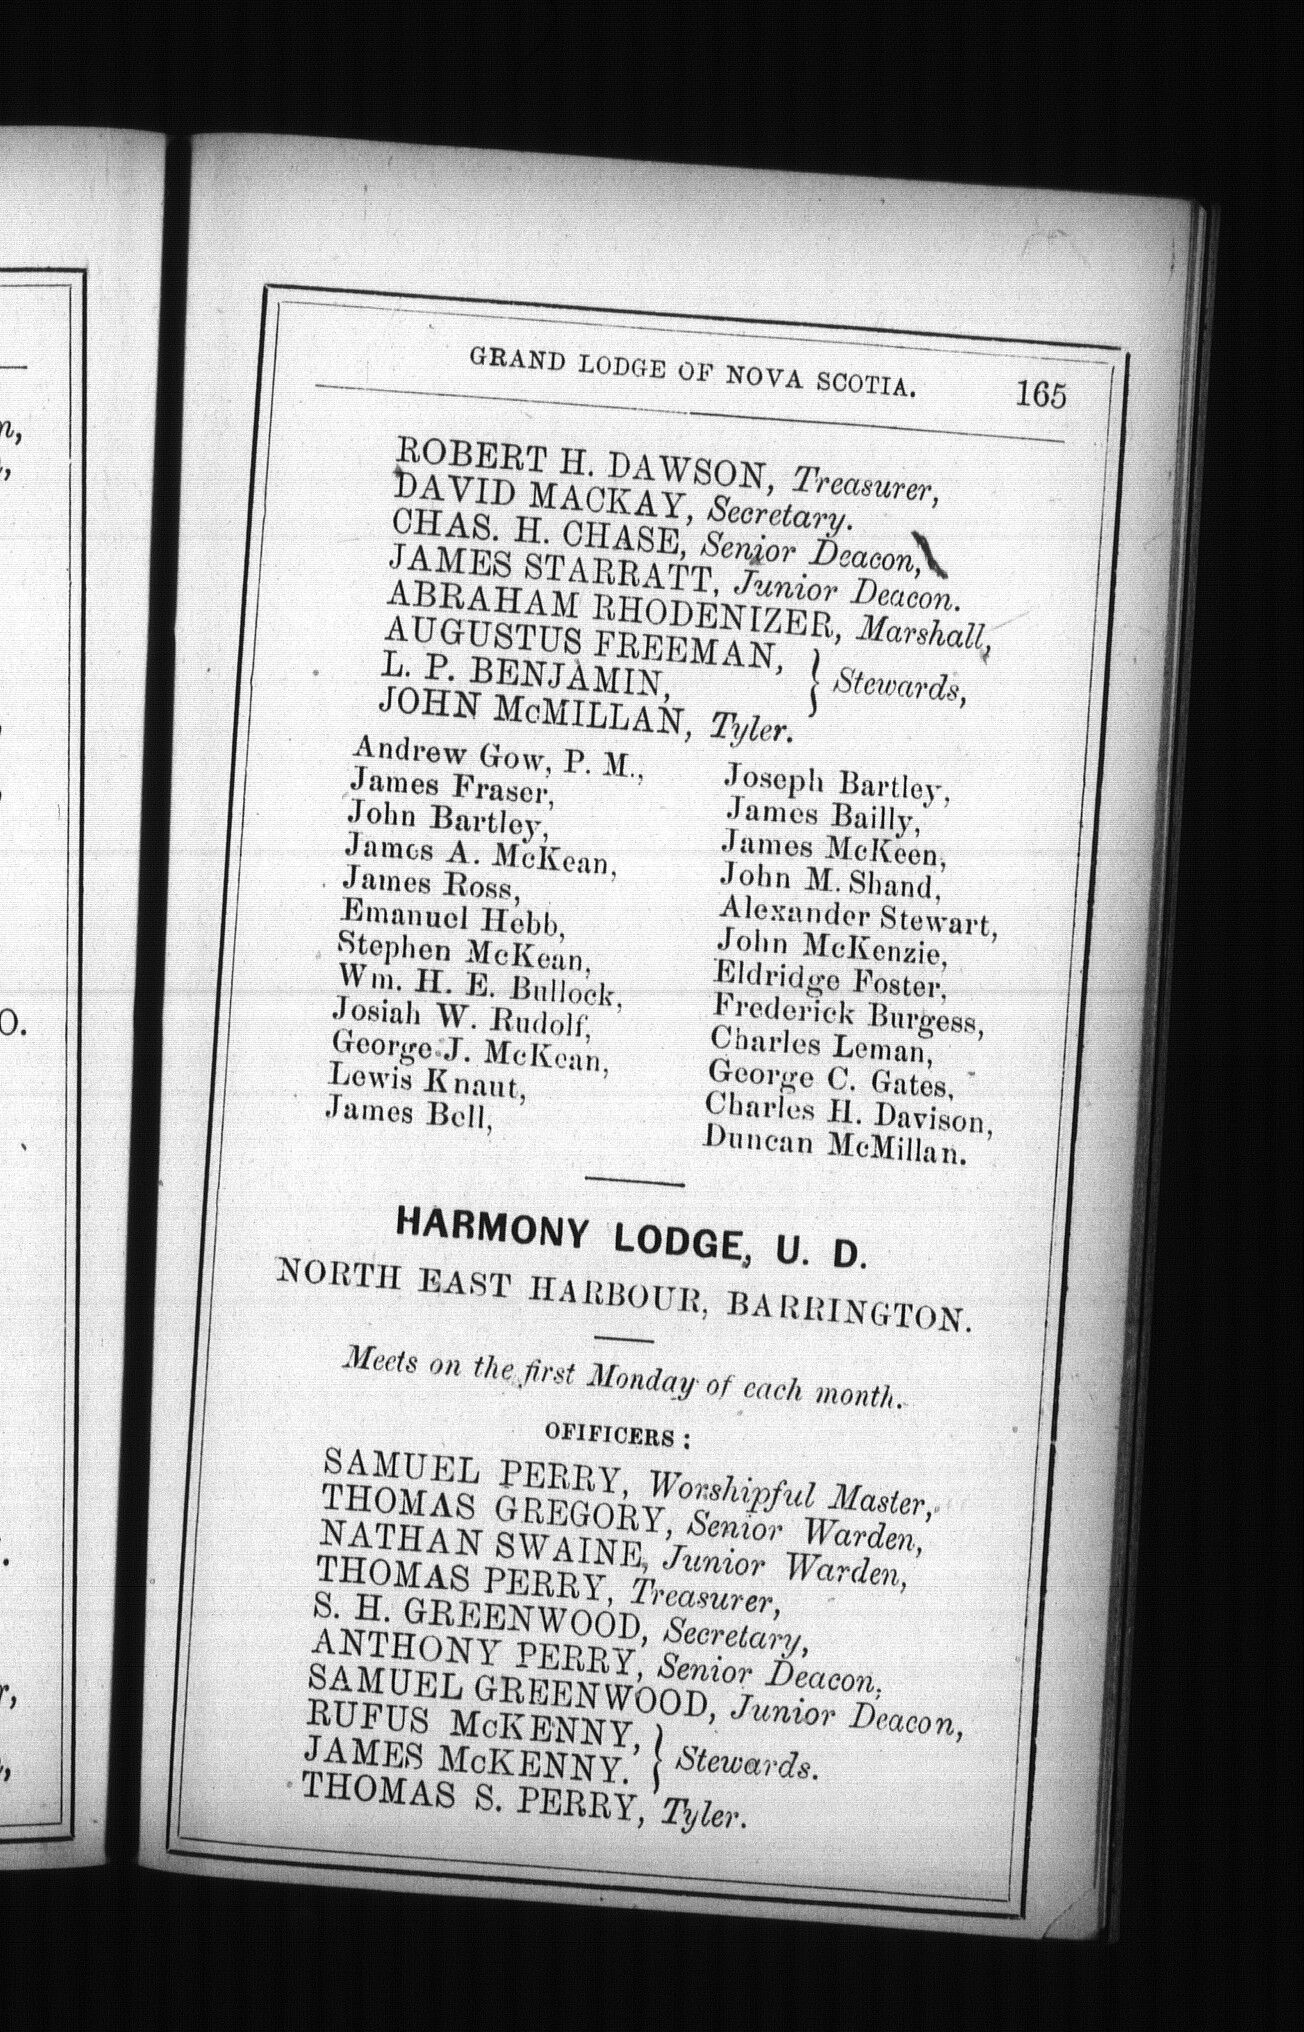 GRAND LODGE OF NOVA SCOTIA. 165
ROBERT H. DAWSON, Treasurer,
DAVID MACKAY, Secretary.
CHAS. H. CHASE, Senior Deacon,
JAMES STARRATT, Junior Deacon.
ABRAHAM RHODENIZER, Marshall,
AUGUSTUS FREEMAN,
L. P. BENJAMIN, } Stewards,
JOHN McMILLAN, Tyler.
Andrew Gow, P. M.,
James Fraser,
John Bartley,
James A. McKean,
James Ross,
Emanuel Hebb,
Stephen McKean,
Wm. H. E. Bullock,
Josiah W. Rudolf,
George J. McKean,
Lewis Knaut,
James Bell,
Joseph Bartley,
James Bailly,
James McKeen,
John M. Shand,
Alexander Stewart,
John McKenzie,
Eldridge Foster,
Frederick Burgess,
Charles Leman,
George C. Gates,
Charles H. Davison,
Duncan McMillan.
HARMONY LODGE, U. D.
NORTH EAST HARBOUR, BARRINGTON.
Meets on the first Monday of each month.
OFIFICERS:
SAMUEL PERRY, Worshipful Master,
THOMAS GREGORY, Senior Warden,
NATHAN SWAINE, Junior Warden,
THOMAS PERRY, Treasurer,
S. H. GREENWOOD, Secretary,
ANTHONY PERRY, Senior Deacon,
SAMUEL GREENWOOD, Junior Deacon,
RUFUS McKENNY,
JAMES McKENNY. } Stewards.
THOMAS S. PERRY, Tyler.